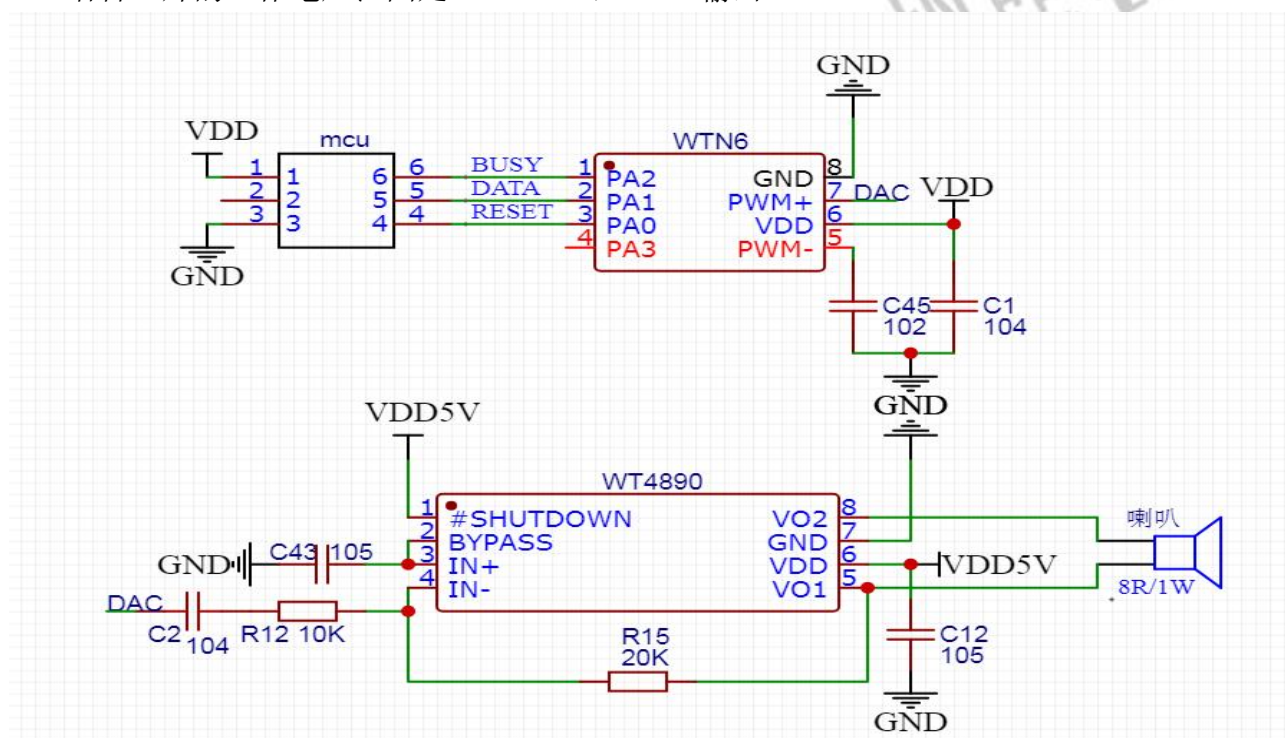 GND
VDD
mcu
WTN6
1 1 6 6 BUSY 1 PA2 GND 8
2 2 5 5 DATA 2 PA1 PWM+ 7 DAC VDD
3 3 4 4 RESET 3 PA0 VDD 6
4 PA3 PWM- 5
GND
C45 102
C1 104
GND
VDD5V
WT4890
1 #SHUTDOWN VO2 8
2 BYPASS GND 7
3 IN+ VDD 6 VDD5V
4 IN- VO1 5
喇叭
8R/1W
GND C43 105
DAC
C2 104
R12 10K
R15
20K
C12
105
GND